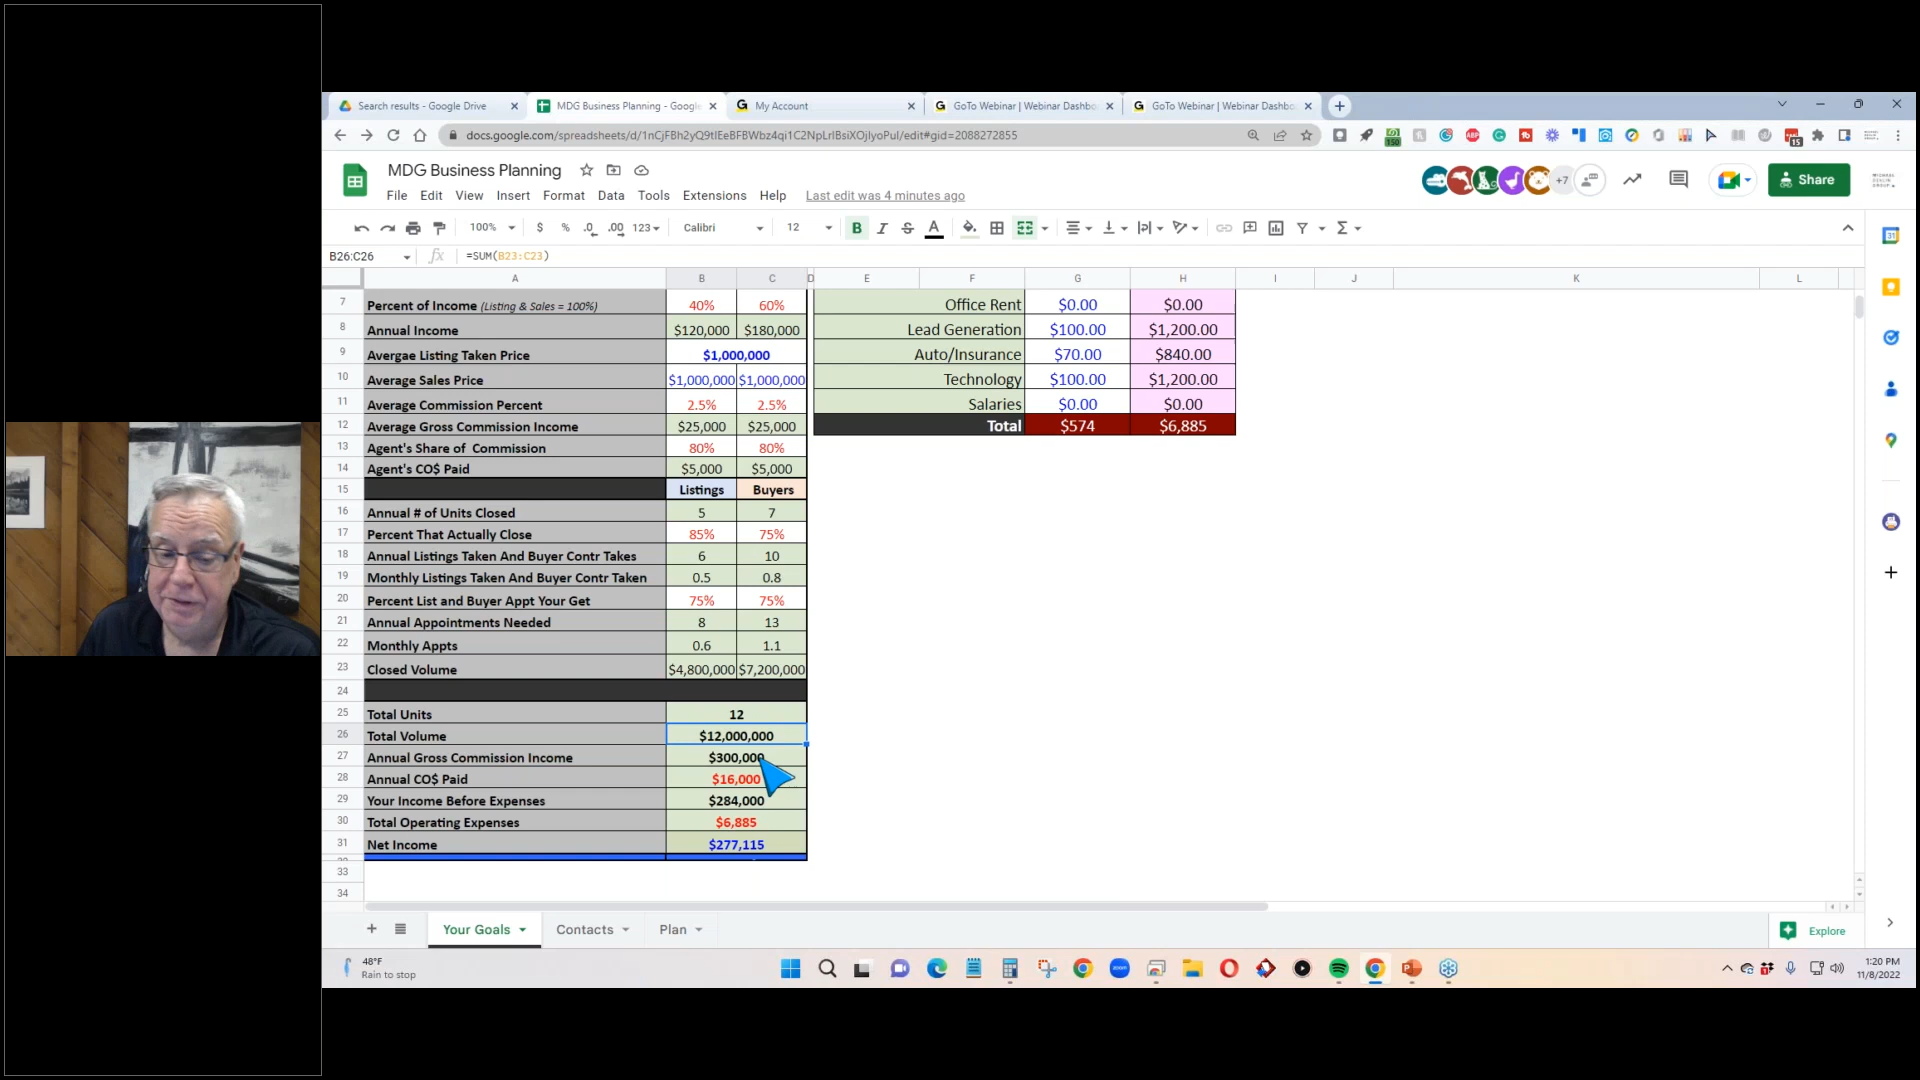 Search results - Google Drive
MDG Business Planning - Google
My Account
GoTo Webinar | Webinar Dashbo
GoTo Webinar | Webinar Dashbo
docs.google.com/spreadsheets/d/1nCjFBh2yQ9tIEeBFBWbz4qi1C2NpLrIBsiXOjIyoPuI/edit#gid=2088272855
MDG Business Planning
File Edit View Insert Format Data Tools Extensions Help Last edit was 4 minutes ago
+7
Share
100% $ % .0 .00 123 Calibri 12
B26:C26 fx =SUM(B23:C23)
A B C D E F G H I J K L
7 Percent of Income (Listing & Sales = 100%) 40% 60% Office Rent $0.00 $0.00
8 Annual Income $120,000 $180,000 Lead Generation $100.00 $1,200.00
9 Avergae Listing Taken Price $1,000,000 Auto/Insurance $70.00 $840.00
10 Average Sales Price $1,000,000 $1,000,000 Technology $100.00 $1,200.00
11 Average Commission Percent 2.5% 2.5% Salaries $0.00 $0.00
12 Average Gross Commission Income $25,000 $25,000 Total $574 $6,885
13 Agent's Share of Commission 80% 80%
14 Agent's CO$ Paid $5,000 $5,000
15 Listings Buyers
16 Annual # of Units Closed 5 7
17 Percent That Actually Close 85% 75%
18 Annual Listings Taken And Buyer Contr Takes 6 10
19 Monthly Listings Taken And Buyer Contr Taken 0.5 0.8
20 Percent List and Buyer Appt Your Get 75% 75%
21 Annual Appointments Needed 8 13
22 Monthly Appts 0.6 1.1
23 Closed Volume $4,800,000 $7,200,000
24
25 Total Units 12
26 Total Volume $12,000,000
27 Annual Gross Commission Income $300,000
28 Annual CO$ Paid $16,000
29 Your Income Before Expenses $284,000
30 Total Operating Expenses $6,885
31 Net Income $277,115
33
34
Your Goals Contacts Plan
Explore
48°F
Rain to stop
1:20 PM
11/8/2022